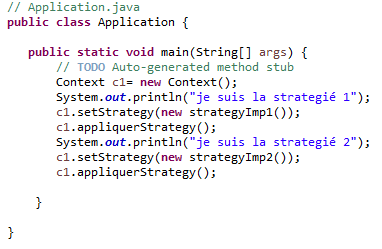 // Application.java
public class Application {
public static void main(String[] args) {
// TODO Auto-generated method stub
Context c1= new Context();
System.out.println("je suis la strategié 1");
c1.setStrategy(new strategyImp1());
c1.appliquerStrategy();
System.out.println("je suis la strategié 2");
c1.setStrategy(new strategyImp2());
c1.appliquerStrategy();
}
}